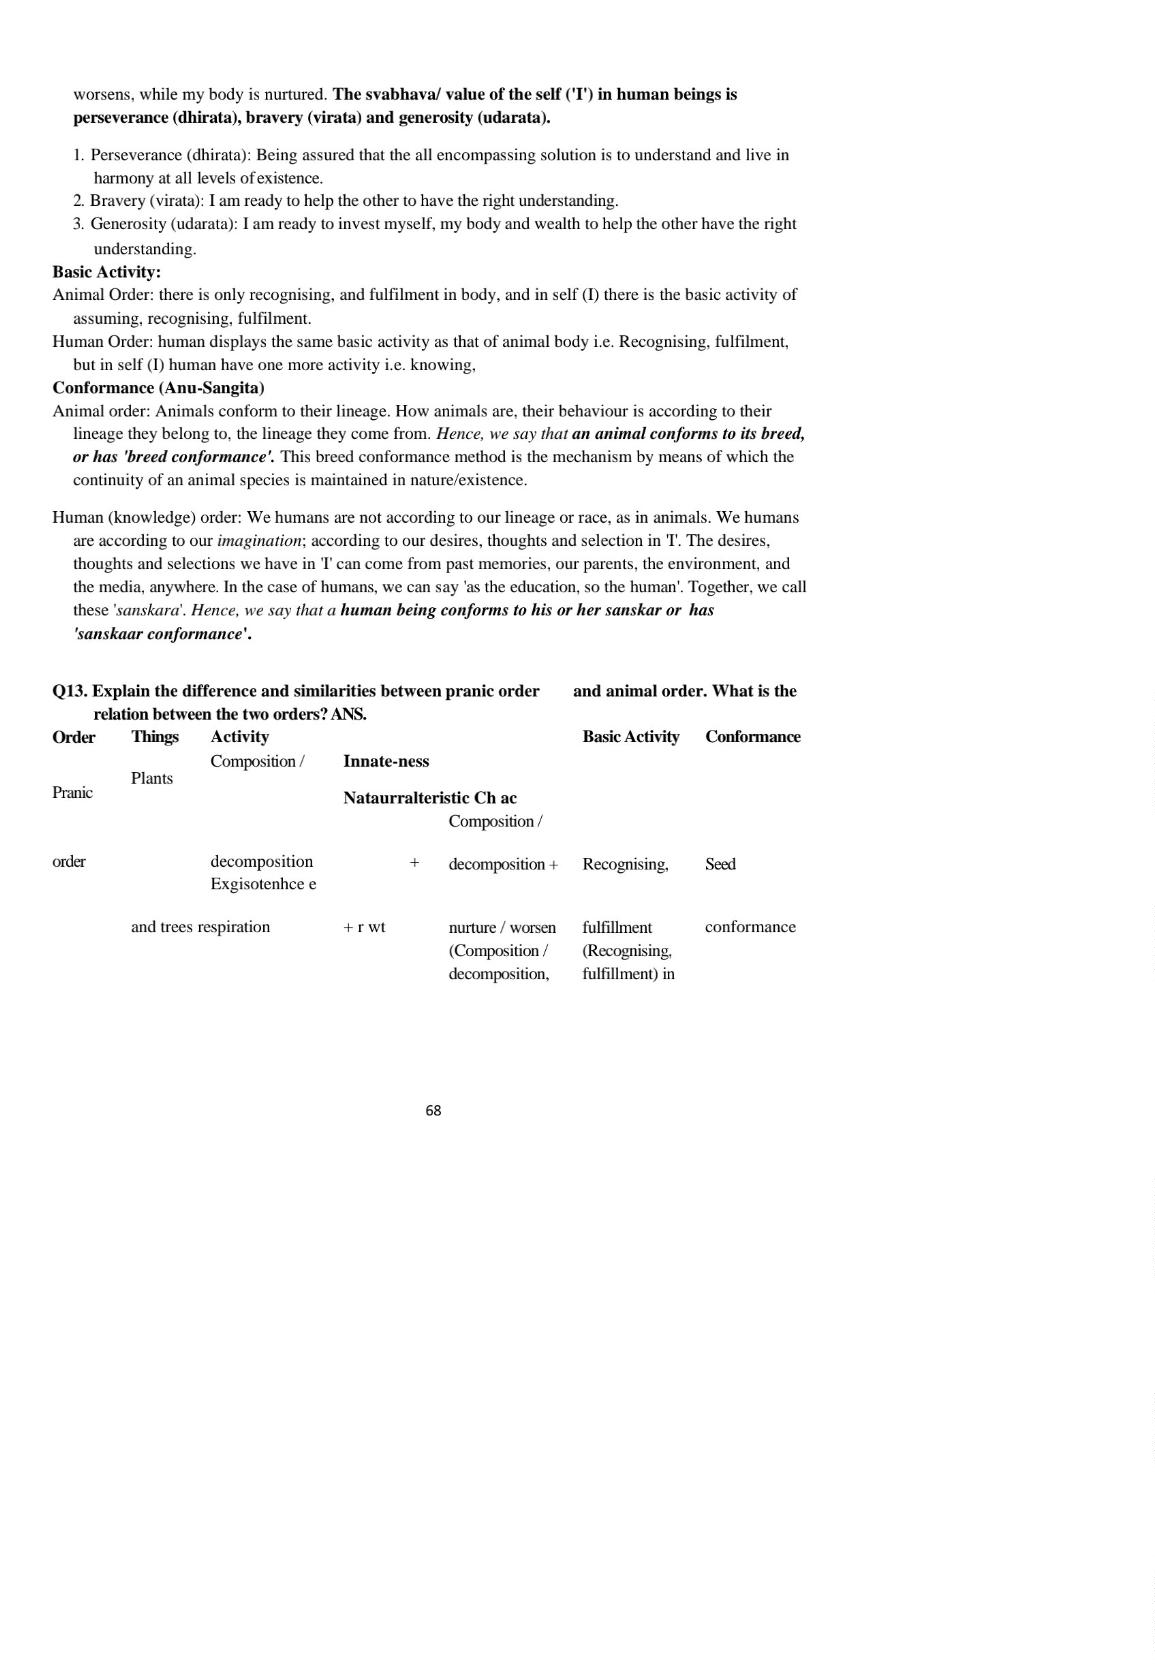 worsens, while my body is nurtured. The svabhava/ value of the self ('I') in human beings is
perseverance (dhirata), bravery (virata) and generosity (udarata).
1. Perseverance (dhirata): Being assured that the all encompassing solution is to understand and live in
harmony at all levels of existence.
2. Bravery (virata): I am ready to help the other to have the right understanding.
3. Generosity (udarata): I am ready to invest myself, my body and wealth to help the other have the right
understanding.
Basic Activity:
Animal Order: there is only recognising, and fulfilment in body, and in self (I) there is the basic activity of
assuming, recognising, fulfilment.
Human Order: human displays the same basic activity as that of animal body i.e. Recognising, fulfilment,
but in self (I) human have one more activity i.e. knowing,
Conformance (Anu-Sangita)
Animal order: Animals conform to their lineage. How animals are, their behaviour is according to their
lineage they belong to, the lineage they come from. Hence, we say that an animal conforms to its breed,
or has 'breed conformance'. This breed conformance method is the mechanism by means of which the
continuity of an animal species is maintained in nature/existence.
Human (knowledge) order: We humans are not according to our lineage or race, as in animals. We humans
are according to our imagination; according to our desires, thoughts and selection in 'I'. The desires,
thoughts and selections we have in 'I' can come from past memories, our parents, the environment, and
the media, anywhere. In the case of humans, we can say 'as the education, so the human'. Together, we call
these 'sanskara'. Hence, we say that a human being conforms to his or her sanskar or has
'sanskaar conformance'.
Q13. Explain the difference and similarities between pranic order and animal order. What is the
relation between the two orders? ANS.
Order Things Activity Basic Activity Conformance
Composition / Innate-ness
Plants
Pranic Nataurralteristic Ch ac
Composition /
order decomposition + decomposition + Recognising, Seed
Exgisotenhce e
and trees respiration + r wt nurture / worsen fulfillment conformance
(Composition / (Recognising,
decomposition, fulfillment) in
68